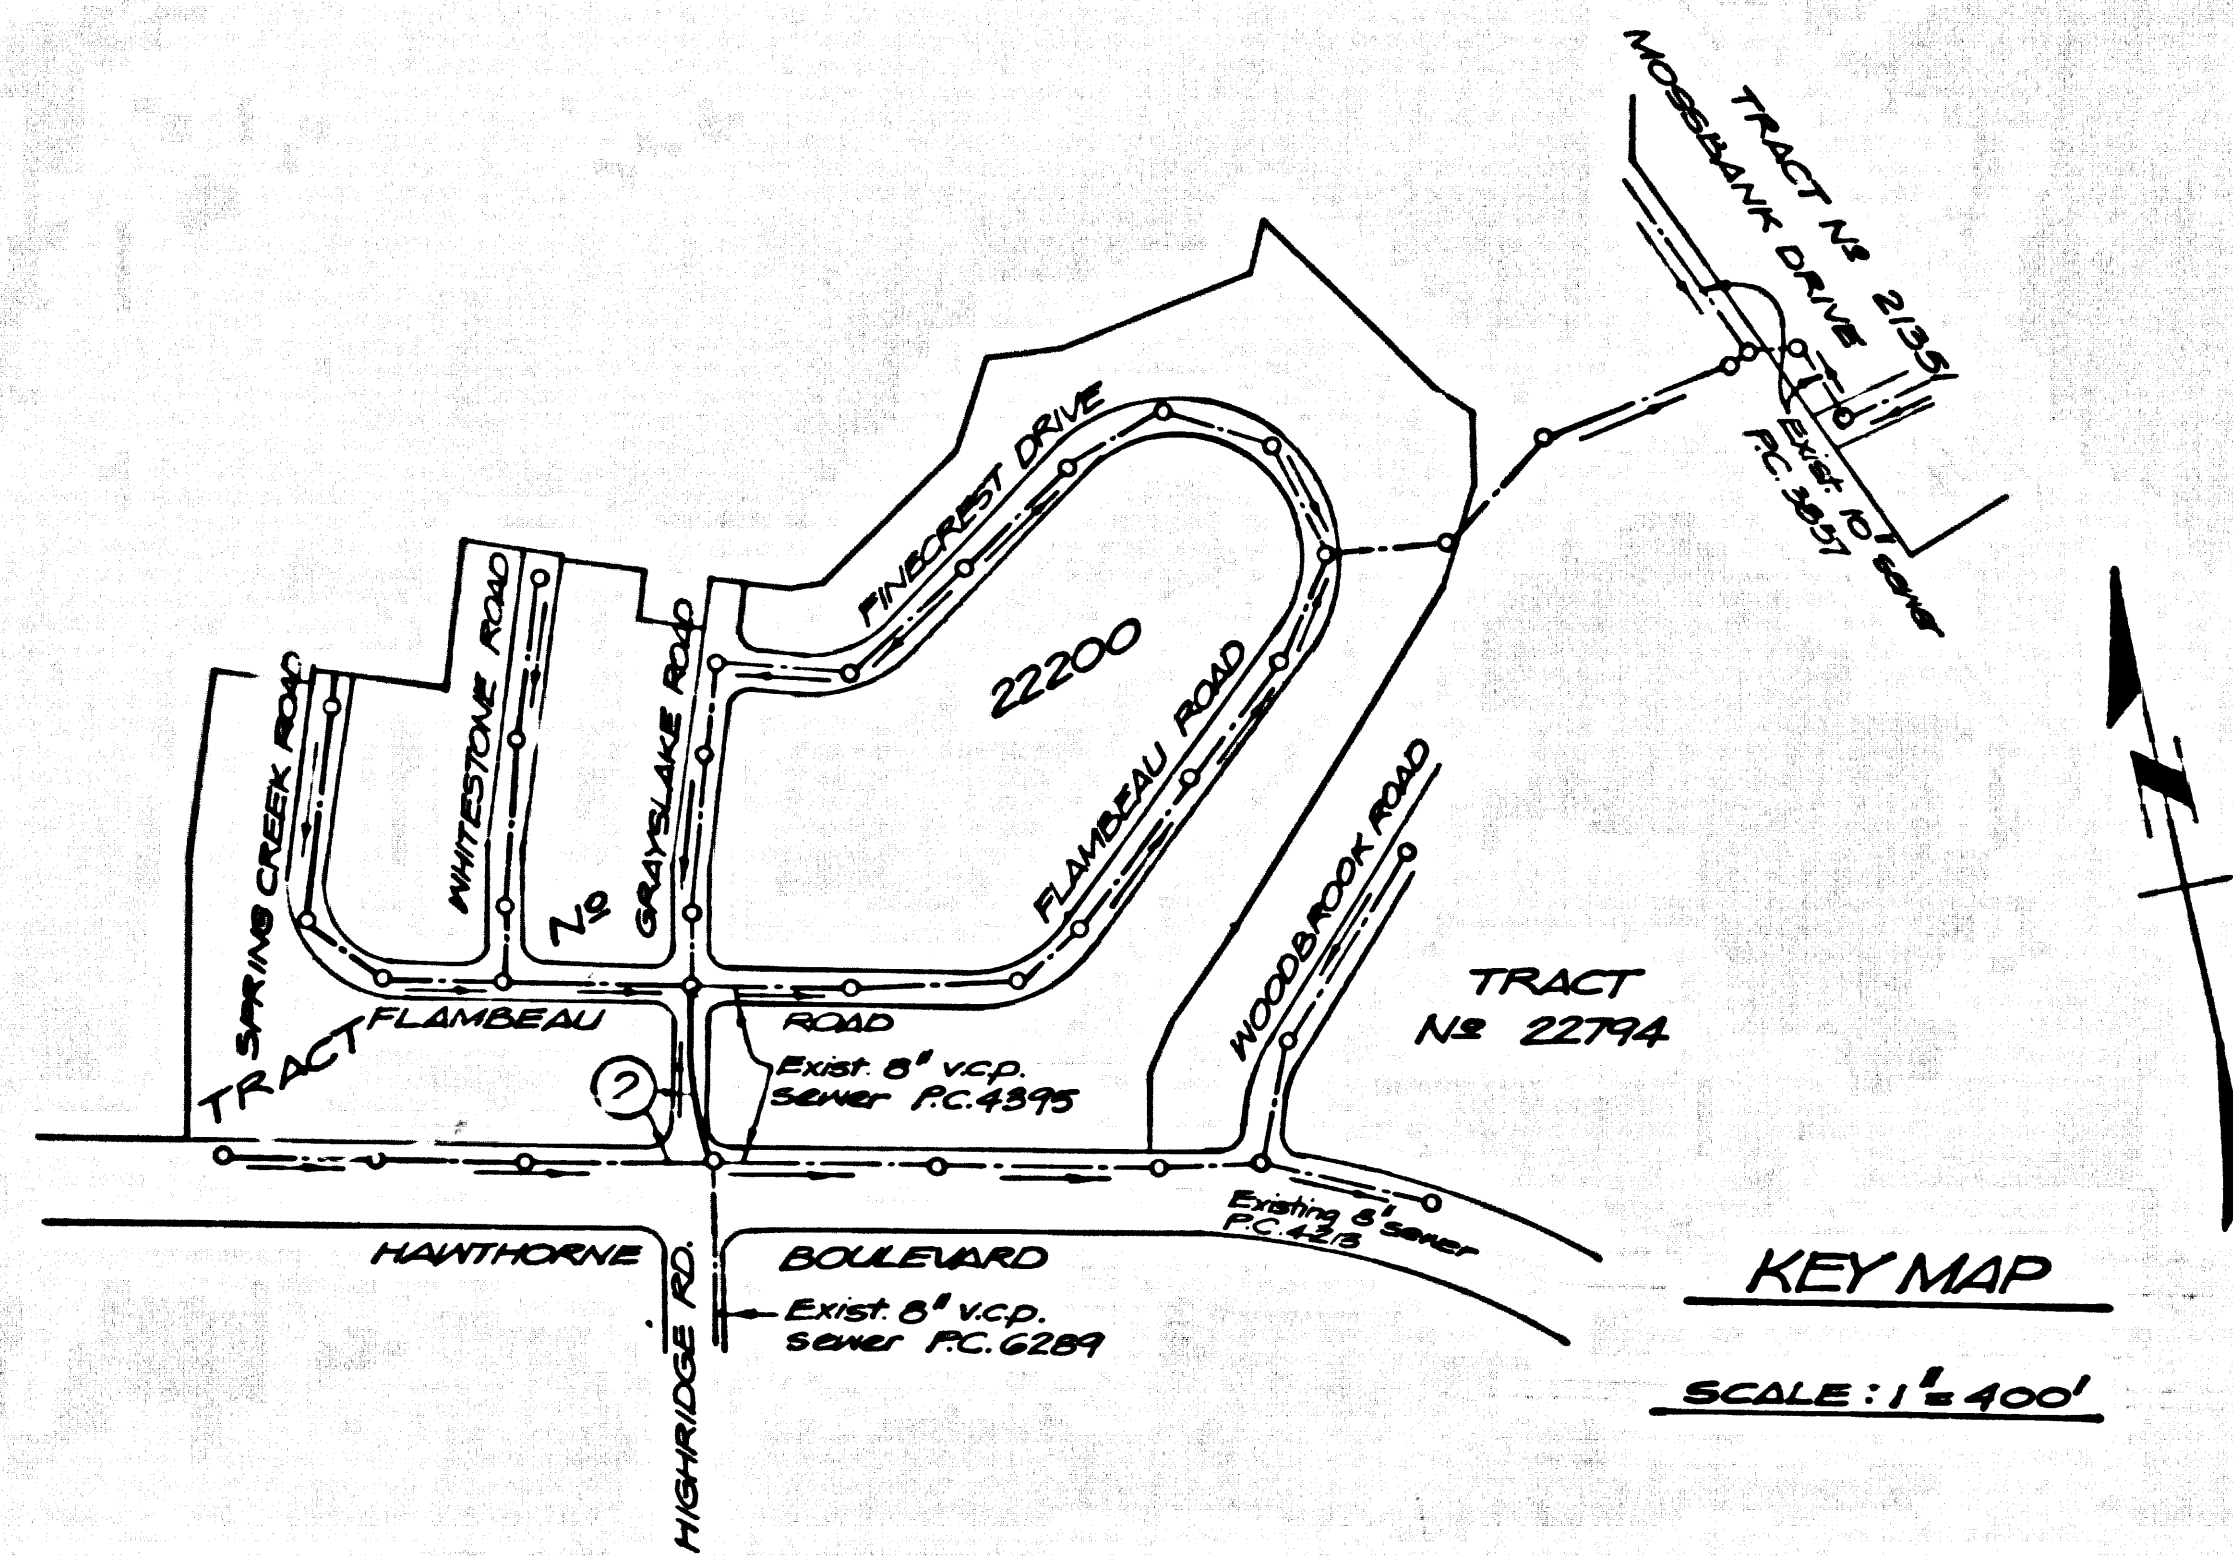 TRACT Nº 21351
MOSSBANK DRIVE
Exist. 10" sewer
P.C. 3857
FINECREST DRIVE
22200
WHITESTONE ROAD
GRAYSLAKE ROAD
SPRING CREEK ROAD
FLAMBEAU ROAD
WOODBROOK ROAD
Nº
TRACT
Nº 22794
TRACT
FLAMBEAU ROAD
2
Exist. 8" v.c.p.
sewer P.C. 4395
Existing 8" sewer
P.C. 4213
HAWTHORNE BOULEVARD
HIGHRIDGE RD.
Exist. 8" v.c.p.
sewer P.C. 6289
N
KEY MAP
SCALE : 1" = 400'